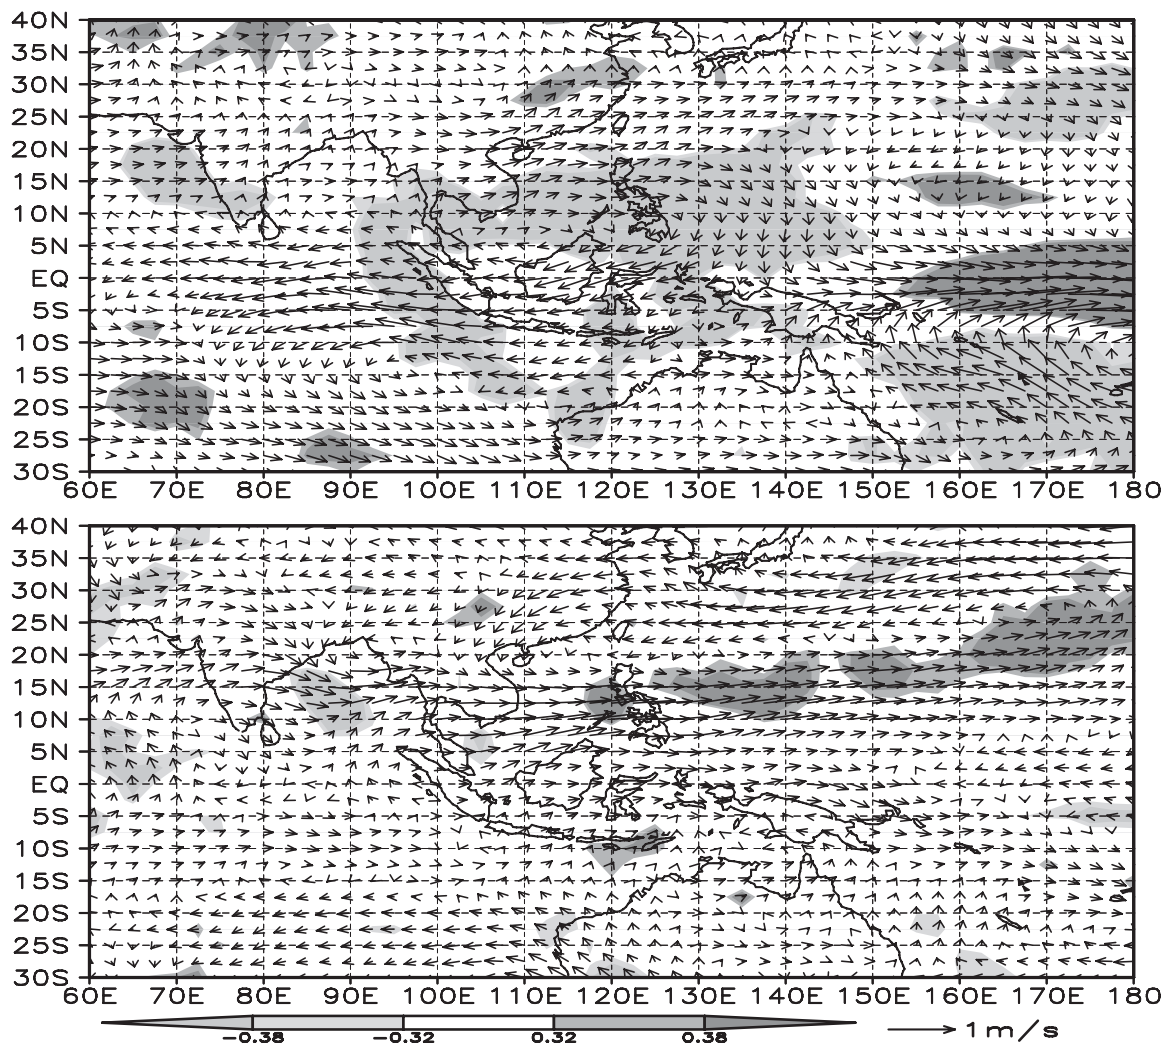 40N
35N
30N
25N
20N
15N
10N
5N
EQ
5S
10S
15S
20S
25S
30S
60E 70E 80E 90E 100E 110E 120E 130E 140E 150E 160E 170E 180
40N
35N
30N
25N
20N
15N
10N
5N
EQ
5S
10S
15S
20S
25S
30S
60E 70E 80E 90E 100E 110E 120E 130E 140E 150E 160E 170E 180
-0.38 -0.32 0.32 0.38 1m/s